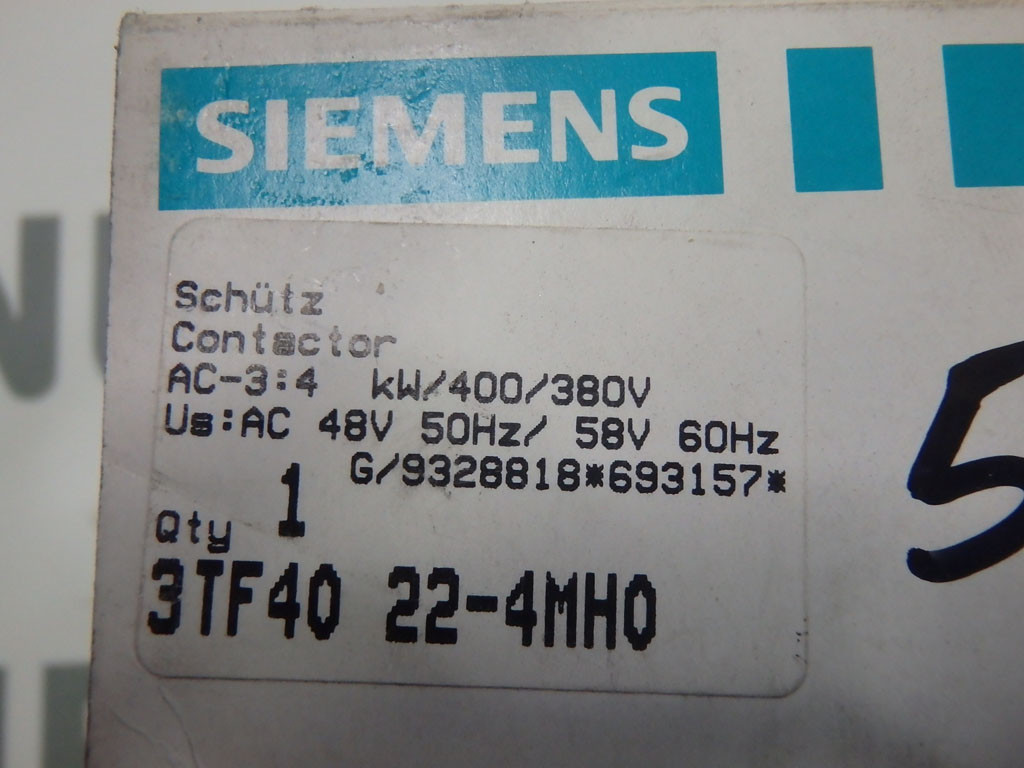 SIEMENS
Schütz
Contactor
AC-3:4 kW/400/380V
Us:AC 48V 50Hz/ 58V 60Hz
G/9328818*693157*
Qty 1
3TF40 22-4MH0
5